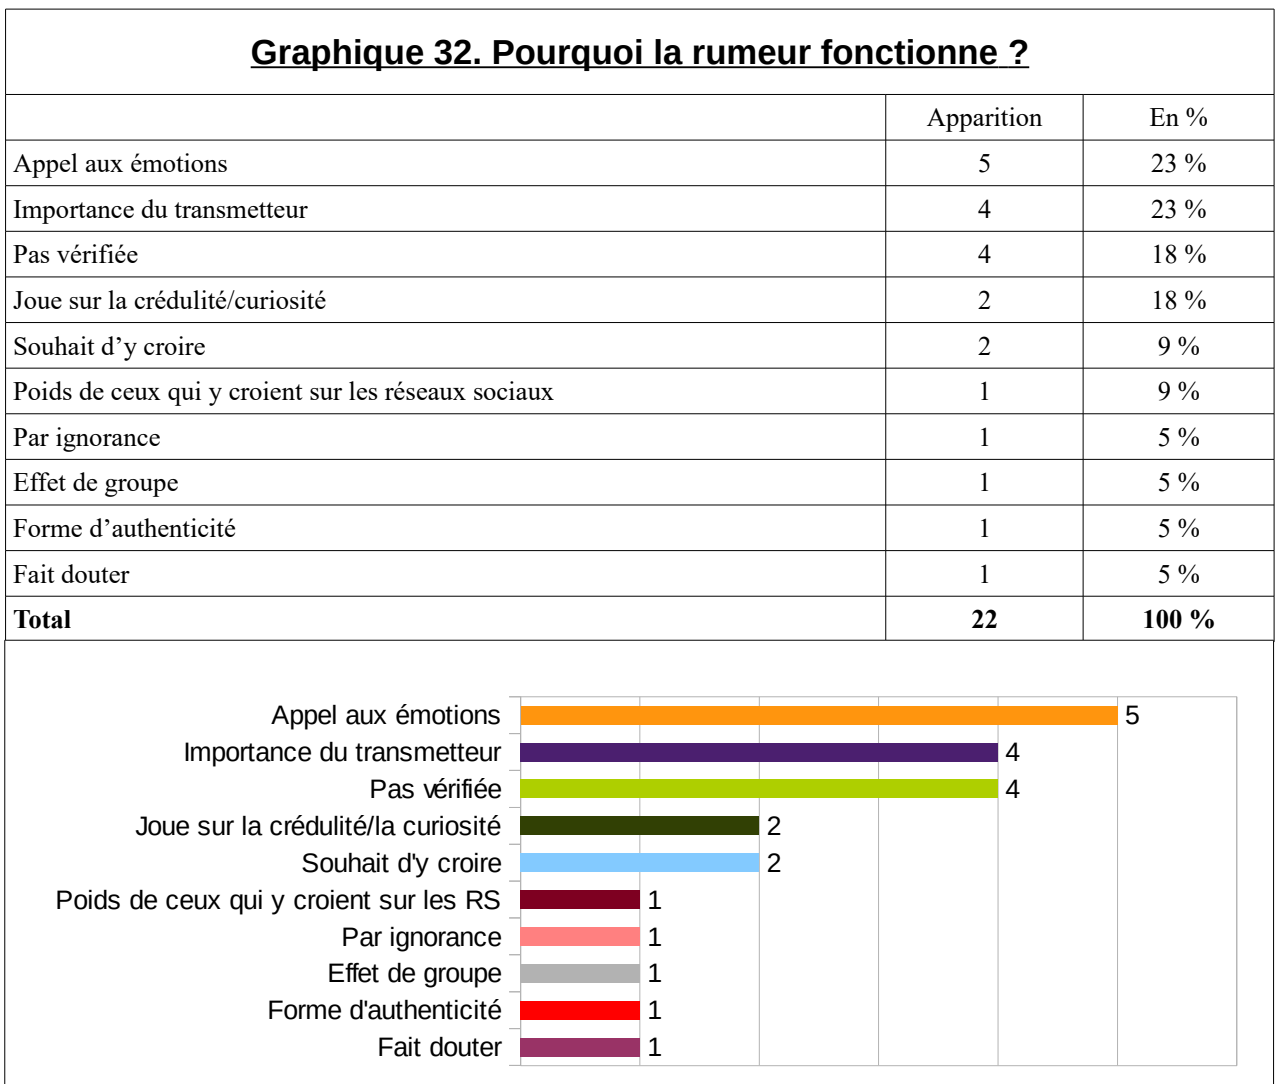 Graphique 32. Pourquoi la rumeur fonctionne ?
Apparition En %
Appel aux émotions 5 23 %
Importance du transmetteur 4 23 %
Pas vérifiée 4 18 %
Joue sur la crédulité/curiosité 2 18 %
Souhait d’y croire 2 9 %
Poids de ceux qui y croient sur les réseaux sociaux 1 9 %
Par ignorance 1 5 %
Effet de groupe 1 5 %
Forme d’authenticité 1 5 %
Fait douter 1 5 %
Total 22 100 %
Appel aux émotions 5
Importance du transmetteur 4
Pas vérifiée 4
Joue sur la crédulité/la curiosité 2
Souhait d'y croire 2
Poids de ceux qui y croient sur les RS 1
Par ignorance 1
Effet de groupe 1
Forme d'authenticité 1
Fait douter 1